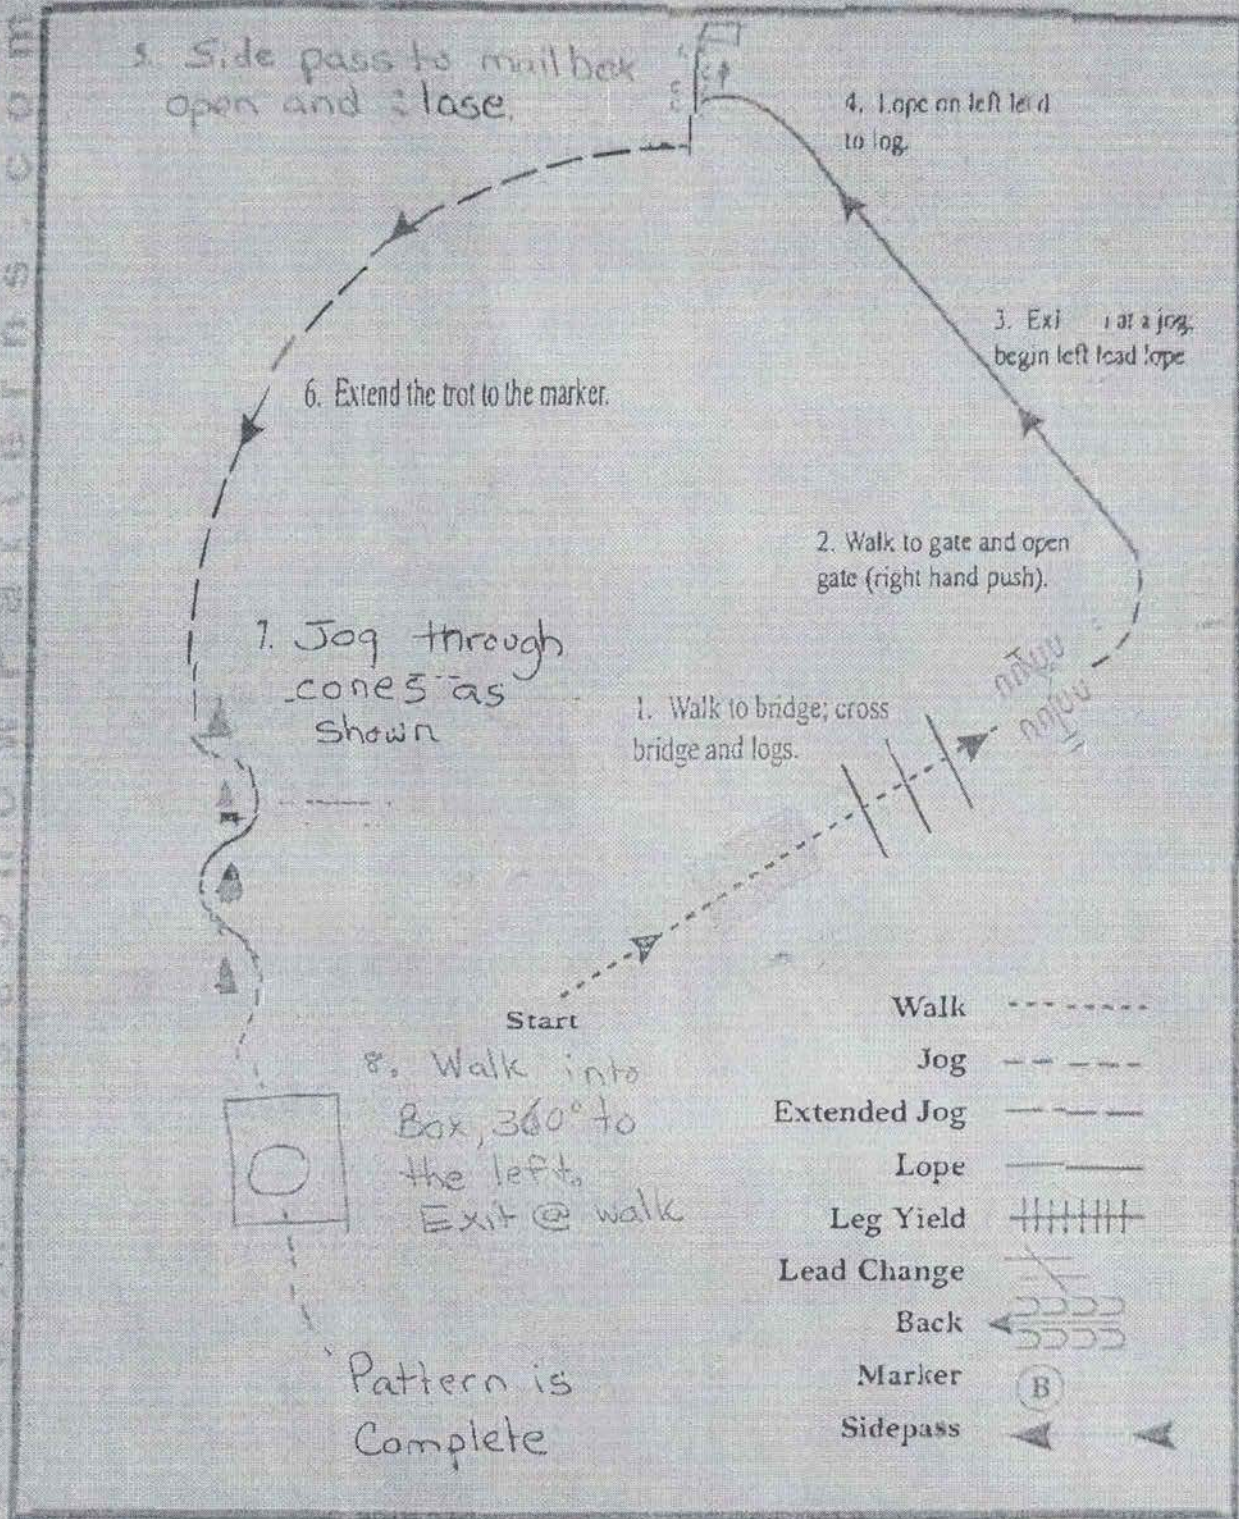 5. Side pass to mailbox
open and close.
4. Lope on left lead
to log.
3. Exi at a jog,
begin left lead lope
6. Extend the trot to the marker.
2. Walk to gate and open
gate (right hand push).
7. Jog through
cones as
shown
1. Walk to bridge; cross
bridge and logs.
Start
8. Walk into
Box, 360° to
the left.
Exit @ walk
Pattern is
Complete
Walk
Jog
Extended Jog
Lope
Leg Yield
Lead Change
Back
Marker B
Sidepass